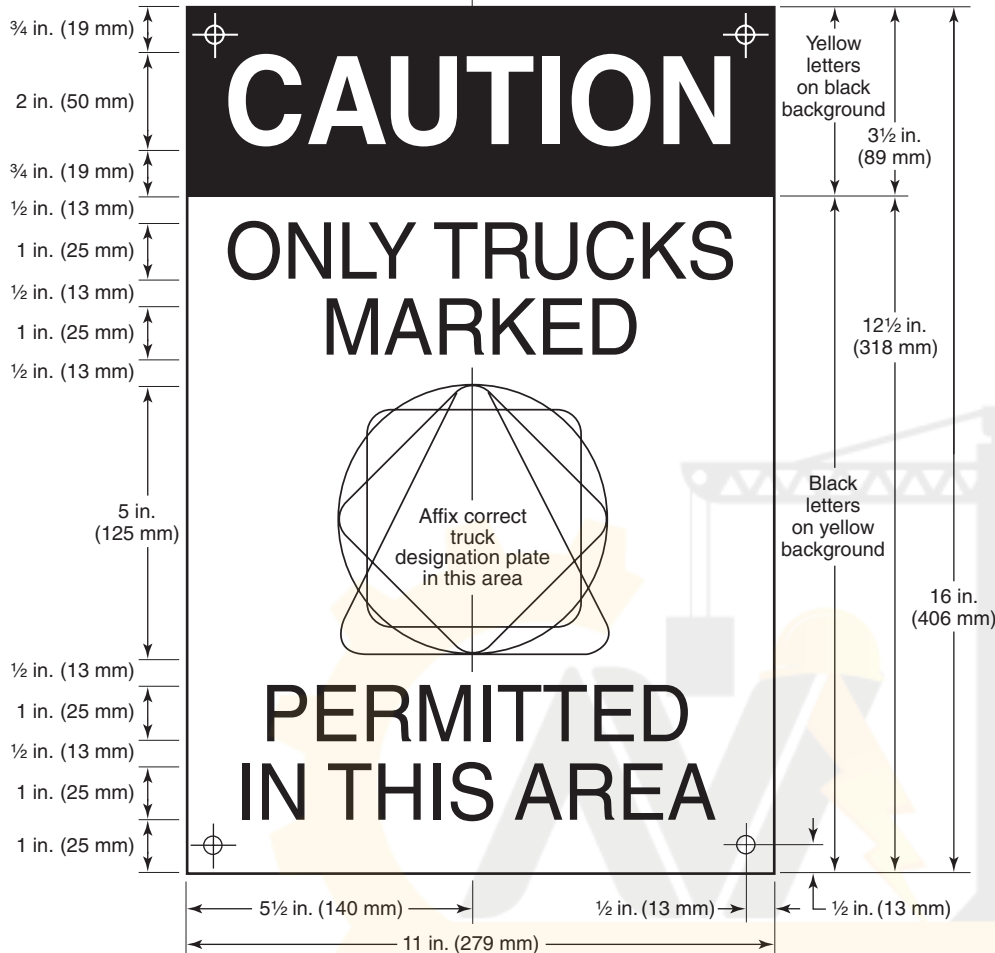 ¾ in. (19 mm)
2 in. (50 mm)
¾ in. (19 mm)
½ in. (13 mm)
1 in. (25 mm)
½ in. (13 mm)
1 in. (25 mm)
½ in. (13 mm)
5 in.
(125 mm)
½ in. (13 mm)
1 in. (25 mm)
½ in. (13 mm)
1 in. (25 mm)
1 in. (25 mm)
CAUTION
ONLY TRUCKS
MARKED
Affix correct
truck
designation plate
in this area
PERMITTED
IN THIS AREA
Yellow
letters
on black
background
3½ in.
(89 mm)
12½ in.
(318 mm)
Black
letters
on yellow
background
16 in.
(406 mm)
5½ in. (140 mm)
½ in. (13 mm)
½ in. (13 mm)
11 in. (279 mm)